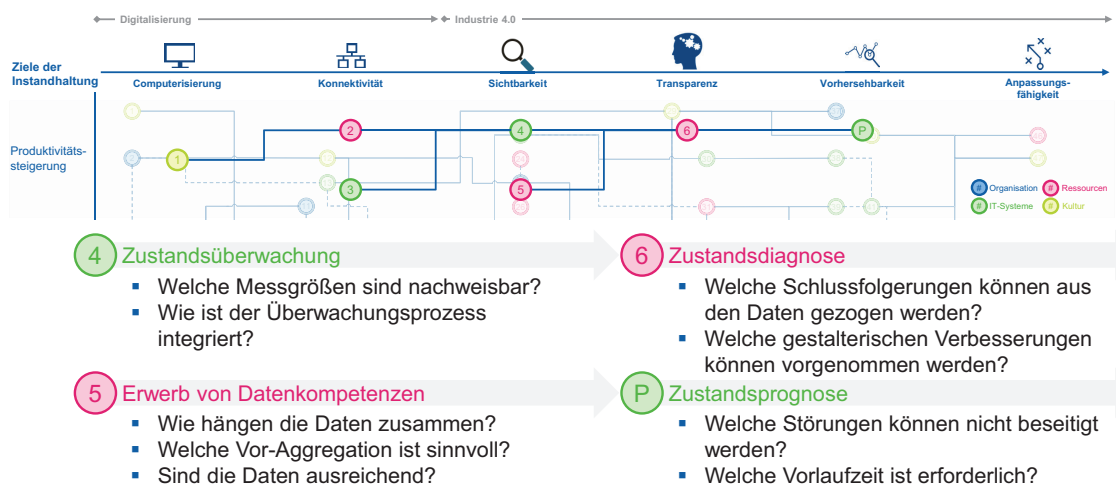 Digitalisierung
Industrie 4.0
Ziele der
Instandhaltung
Computerisierung
Konnektivität
Sichtbarkeit
Transparenz
Vorhersehbarkeit
Anpassungs-
fähigkeit
Produktivitäts-
steigerung
1
2
3
4
5
6
P
24
# Organisation
# Ressourcen
# IT-Systeme
# Kultur
4 Zustandsüberwachung
▪ Welche Messgrößen sind nachweisbar?
▪ Wie ist der Überwachungsprozess
integriert?
6 Zustandsdiagnose
▪ Welche Schlussfolgerungen können aus
den Daten gezogen werden?
▪ Welche gestalterischen Verbesserungen
können vorgenommen werden?
5 Erwerb von Datenkompetenzen
▪ Wie hängen die Daten zusammen?
▪ Welche Vor-Aggregation ist sinnvoll?
▪ Sind die Daten ausreichend?
P Zustandsprognose
▪ Welche Störungen können nicht beseitigt
werden?
▪ Welche Vorlaufzeit ist erforderlich?